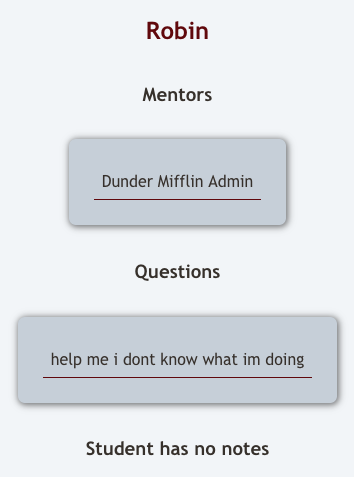 Robin
Mentors
Dunder Mifflin Admin
Questions
help me i dont know what im doing
Student has no notes